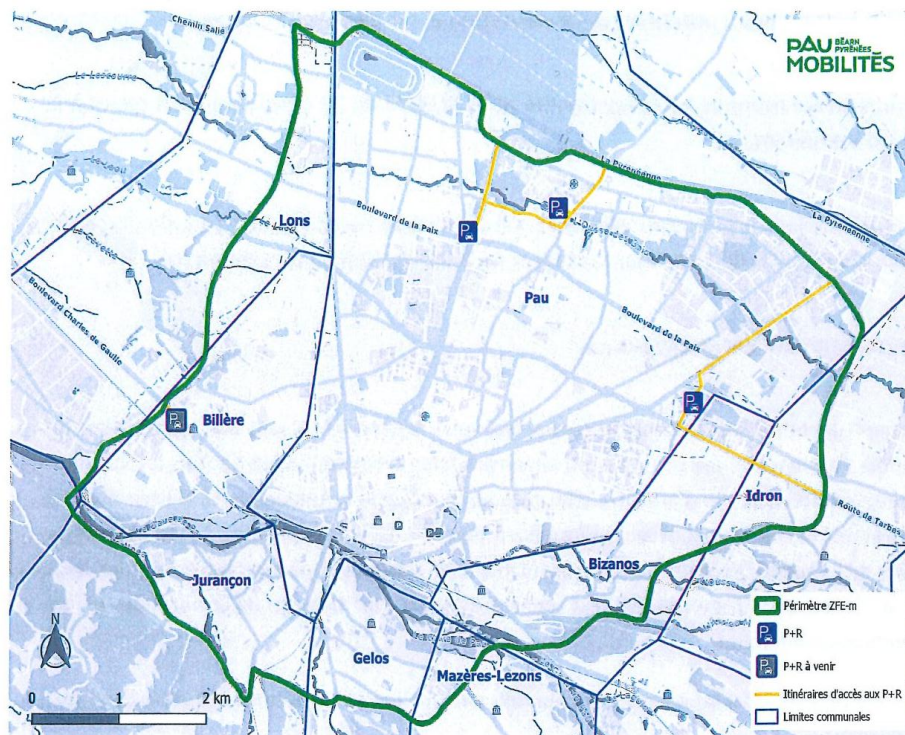 PAU BÉARN PYRÉNÉES
MOBILITÉS
Chemin Salié
La Pyrénéenne
La Pyrénéenne
Lons
Boulevard de la Paix
Pau
Boulevard de la Paix
Boulevard Charles de Gaulle
Billère
Idron
Route de Tarbes
Bizanos
Jurançon
Gelos
Mazères-Lezons
N
0 1 2 km
Périmètre ZFE-m
P+R
P+R à venir
Itinéraires d'accès aux P+R
Limites communales